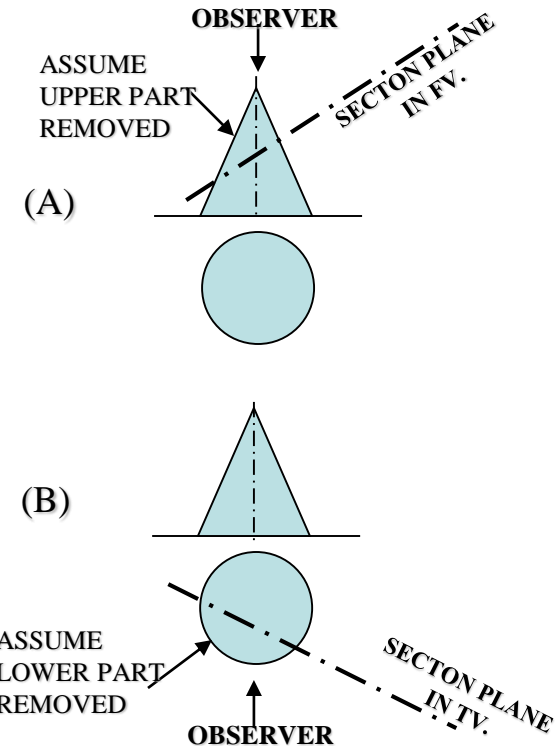 OBSERVER
ASSUME
UPPER PART
REMOVED
SECTON PLANE
IN FV.
(A)
(B)
ASSUME
LOWER PART
REMOVED
SECTON PLANE
IN TV.
OBSERVER